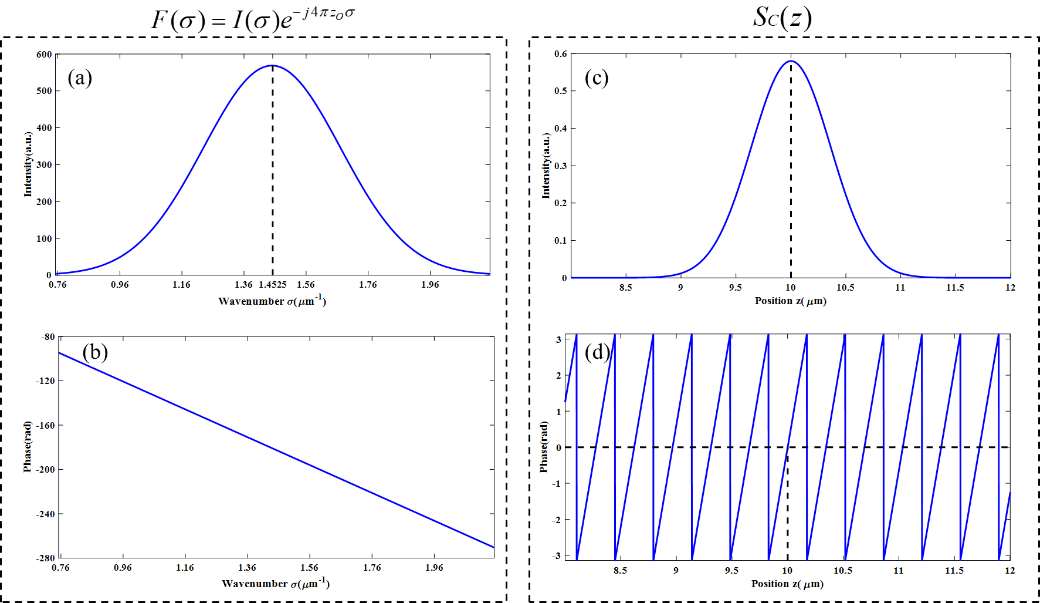 F(σ) = I(σ)e^{-j4πz_Oσ}
S_C(z)
(a)
600
500
400
300
200
100
0
Intensity(a.u.)
0.76 0.96 1.16 1.36 1.4525 1.56 1.76 1.96
Wavenumber σ(μm⁻¹)
(b)
-80
-120
-160
-200
-240
-280
Phase(rad)
0.76 0.96 1.16 1.36 1.56 1.76 1.96
Wavenumber σ(μm⁻¹)
(c)
0.6
0.5
0.4
0.3
0.2
0.1
0
Intensity(a.u.)
8.5 9 9.5 10 10.5 11 11.5 12
Position z( μm)
(d)
3
2
1
0
-1
-2
-3
Phase(rad)
8.5 9 9.5 10 10.5 11 11.5 12
Position z( μm)